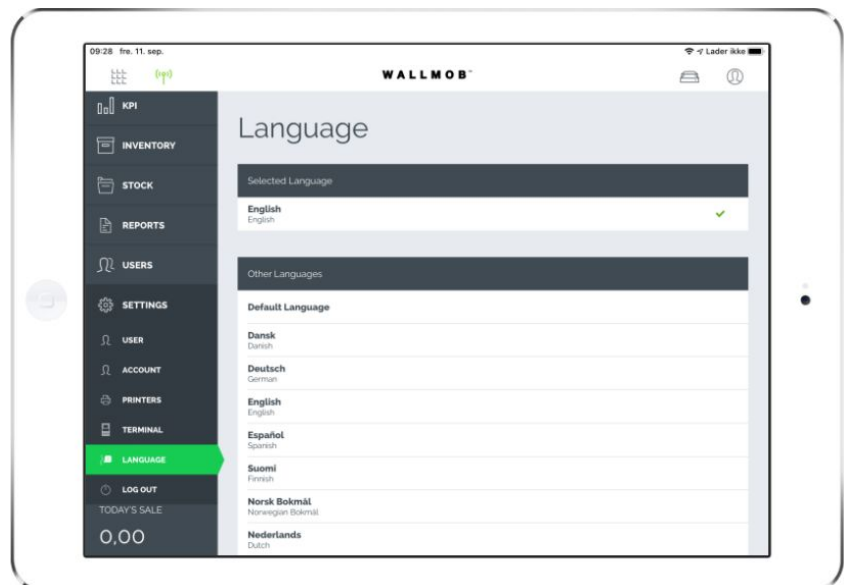 09:28 fre. 11. sep.
Lader ikke
WALLMOB™
KPI
INVENTORY
STOCK
REPORTS
USERS
SETTINGS
USER
ACCOUNT
PRINTERS
TERMINAL
LANGUAGE
LOG OUT
TODAY'S SALE
0,00
Language
Selected Language
English
English
Other Languages
Default Language
Dansk
Danish
Deutsch
German
English
English
Español
Spanish
Suomi
Finnish
Norsk Bokmål
Norwegian Bokmål
Nederlands
Dutch